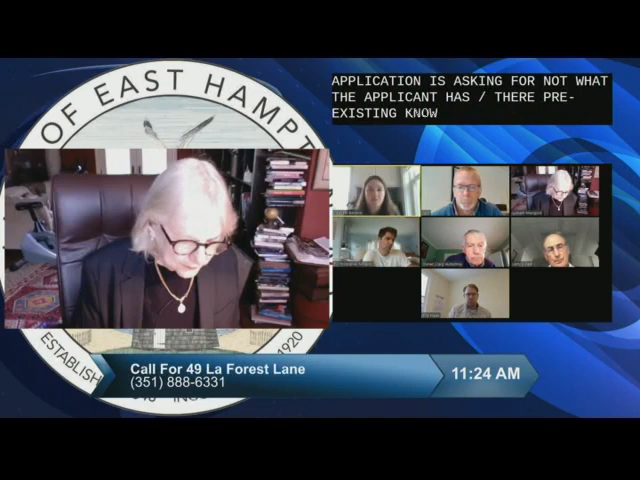 OF EAST HAMPT
APPLICATION IS ASKING FOR NOT WHAT
THE APPLICANT HAS / THERE PRE-
EXISTING KNOW
ESTABLISH
1920
Call For 49 La Forest Lane
(351) 888-6331
11:24 AM